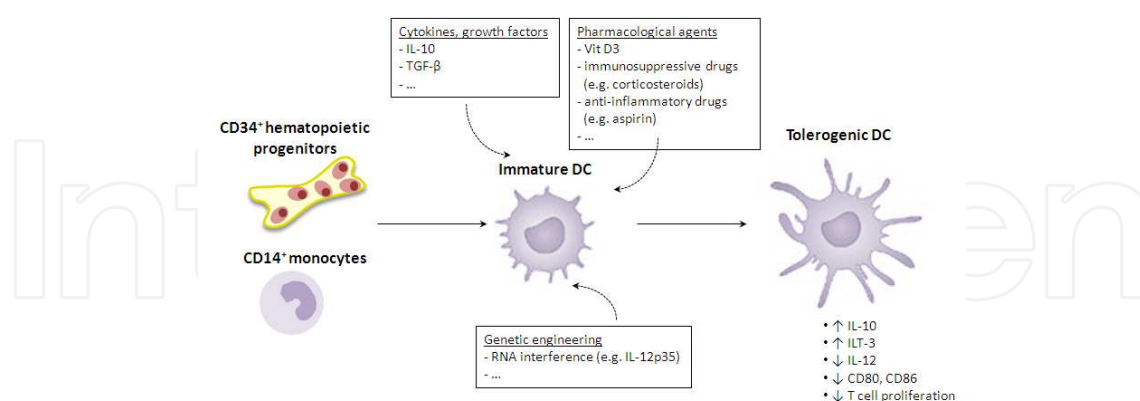 Cytokines, growth factors
- IL-10
- TGF-β
- ...
Pharmacological agents
- Vit D3
- immunosuppressive drugs
(e.g. corticosteroids)
- anti-inflammatory drugs
(e.g. aspirin)
- ...
CD34⁺ hematopoietic
progenitors
Immature DC
Tolerogenic DC
CD14⁺ monocytes
Genetic engineering
- RNA interference (e.g. IL-12p35)
- ...
• ↑ IL-10
• ↑ ILT-3
• ↓ IL-12
• ↓ CD80, CD86
• ↓ T cell proliferation